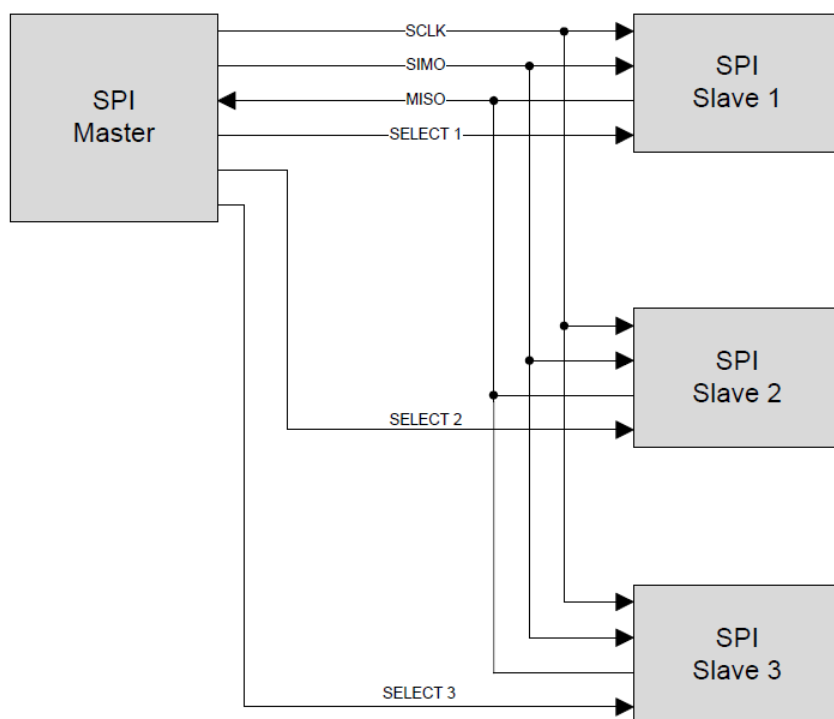 SPI
Master
SCLK
SIMO
MISO
SELECT 1
SPI
Slave 1
SELECT 2
SPI
Slave 2
SELECT 3
SPI
Slave 3